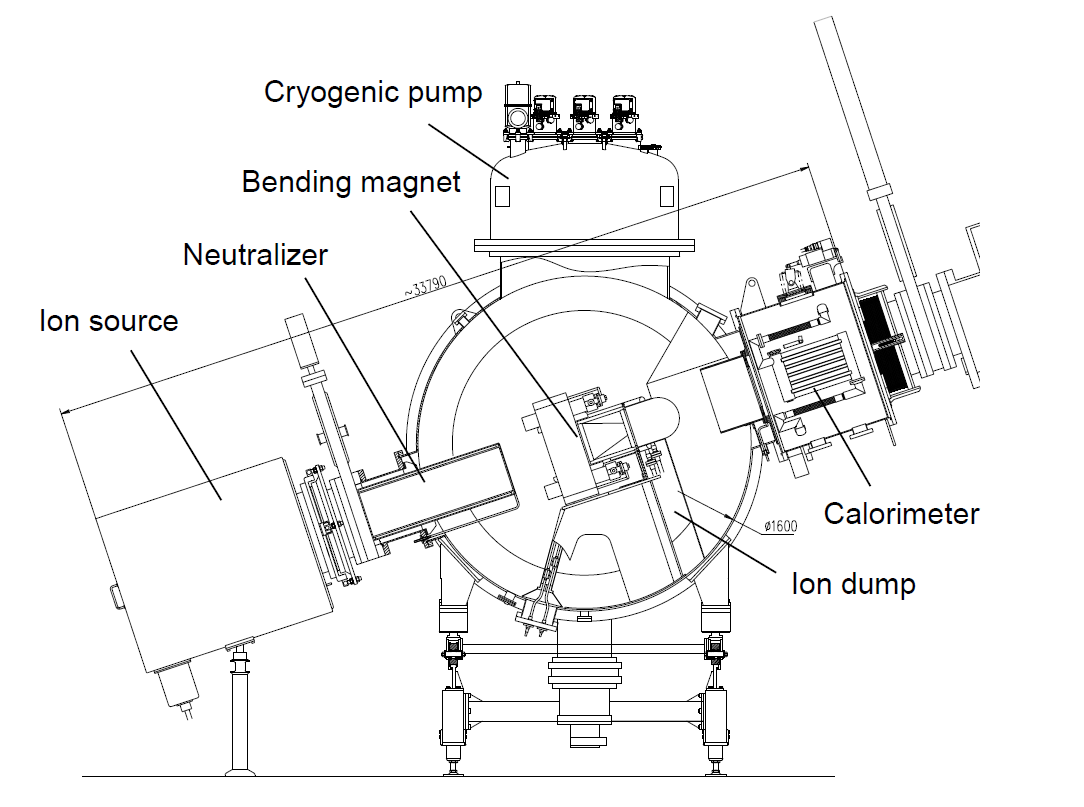 Cryogenic pump
Bending magnet
Neutralizer
~33790
Ion source
Calorimeter
ø1600
Ion dump